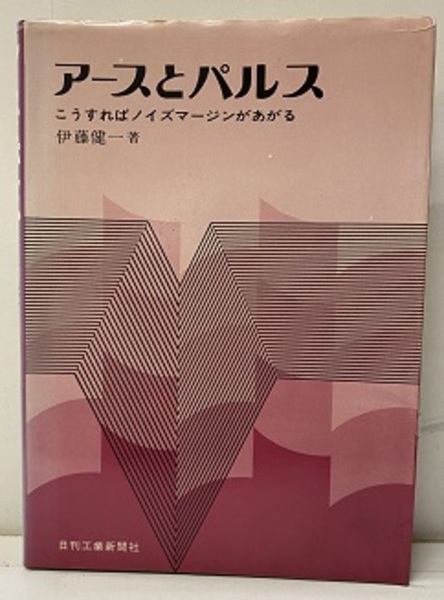 アースとパルス
こうすればノイズマージンがあがる
伊藤健一 著
日刊工業新聞社